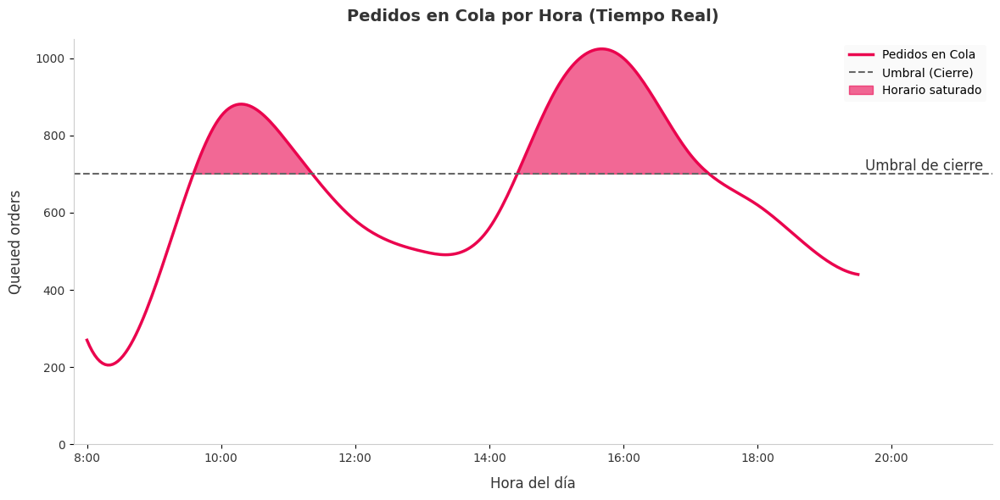 Pedidos en Cola por Hora (Tiempo Real)
Pedidos en Cola
Umbral (Cierre)
Horario saturado
Umbral de cierre
Queued orders
1000
800
600
400
200
0
8:00
10:00
12:00
14:00
16:00
18:00
20:00
Hora del día